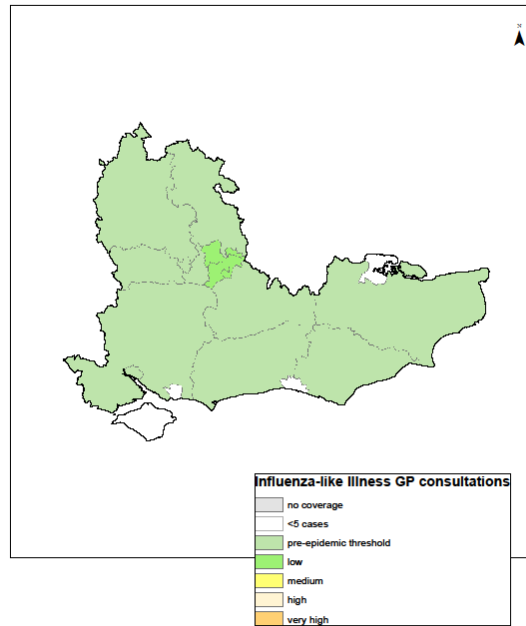 N
Influenza-like Illness GP consultations
no coverage
<5 cases
pre-epidemic threshold
low
medium
high
very high